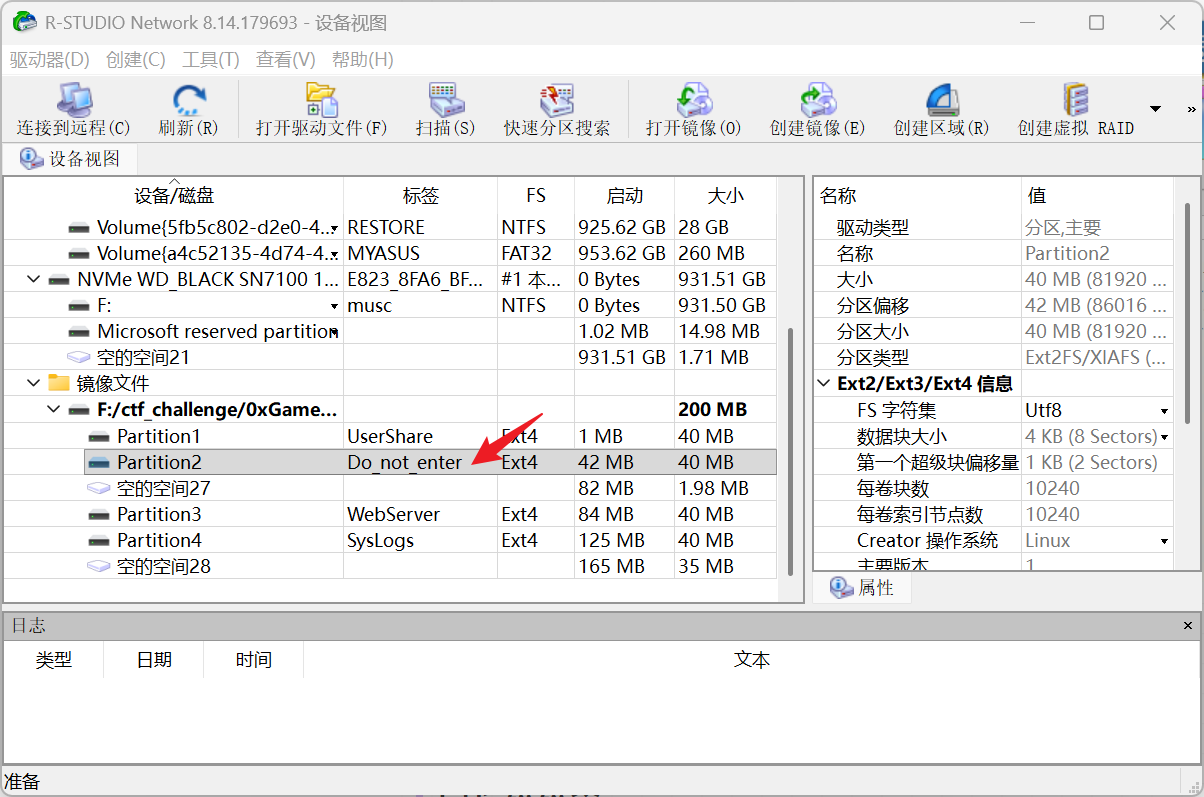 R-STUDIO Network 8.14.179693 - 设备视图
驱动器(D) 创建(C) 工具(T) 查看(V) 帮助(H)
连接到远程(C) 刷新(R) 打开驱动文件(F) 扫描(S) 快速分区搜索 打开镜像(O) 创建镜像(E) 创建区域(R) 创建虚拟 RAID »
设备视图
设备/磁盘 标签 FS 启动 大小
Volume{5fb5c802-d2e0-4... RESTORE NTFS 925.62 GB 28 GB
Volume{a4c52135-4d74-4... MYASUS FAT32 953.62 GB 260 MB
NVMe WD_BLACK SN7100 1... E823_8FA6_BF... #1 本... 0 Bytes 931.51 GB
F: musc NTFS 0 Bytes 931.50 GB
Microsoft reserved partition 1.02 MB 14.98 MB
空的空间21 931.51 GB 1.71 MB
镜像文件
F:/ctf_challenge/0xGame... 200 MB
Partition1 UserShare Ext4 1 MB 40 MB
Partition2 Do_not_enter Ext4 42 MB 40 MB
空的空间27 82 MB 1.98 MB
Partition3 WebServer Ext4 84 MB 40 MB
Partition4 SysLogs Ext4 125 MB 40 MB
空的空间28 165 MB 35 MB
名称 值
驱动类型 分区,主要
名称 Partition2
大小 40 MB (81920 ...
分区偏移 42 MB (86016 ...
分区大小 40 MB (81920 ...
分区类型 Ext2FS/XIAFS (...
Ext2/Ext3/Ext4 信息
FS 字符集 Utf8
数据块大小 4 KB (8 Sectors)
第一个超级块偏移量 1 KB (2 Sectors)
每卷块数 10240
每卷索引节点数 10240
Creator 操作系统 Linux
主要版本 1
属性
日志
类型 日期 时间 文本
准备